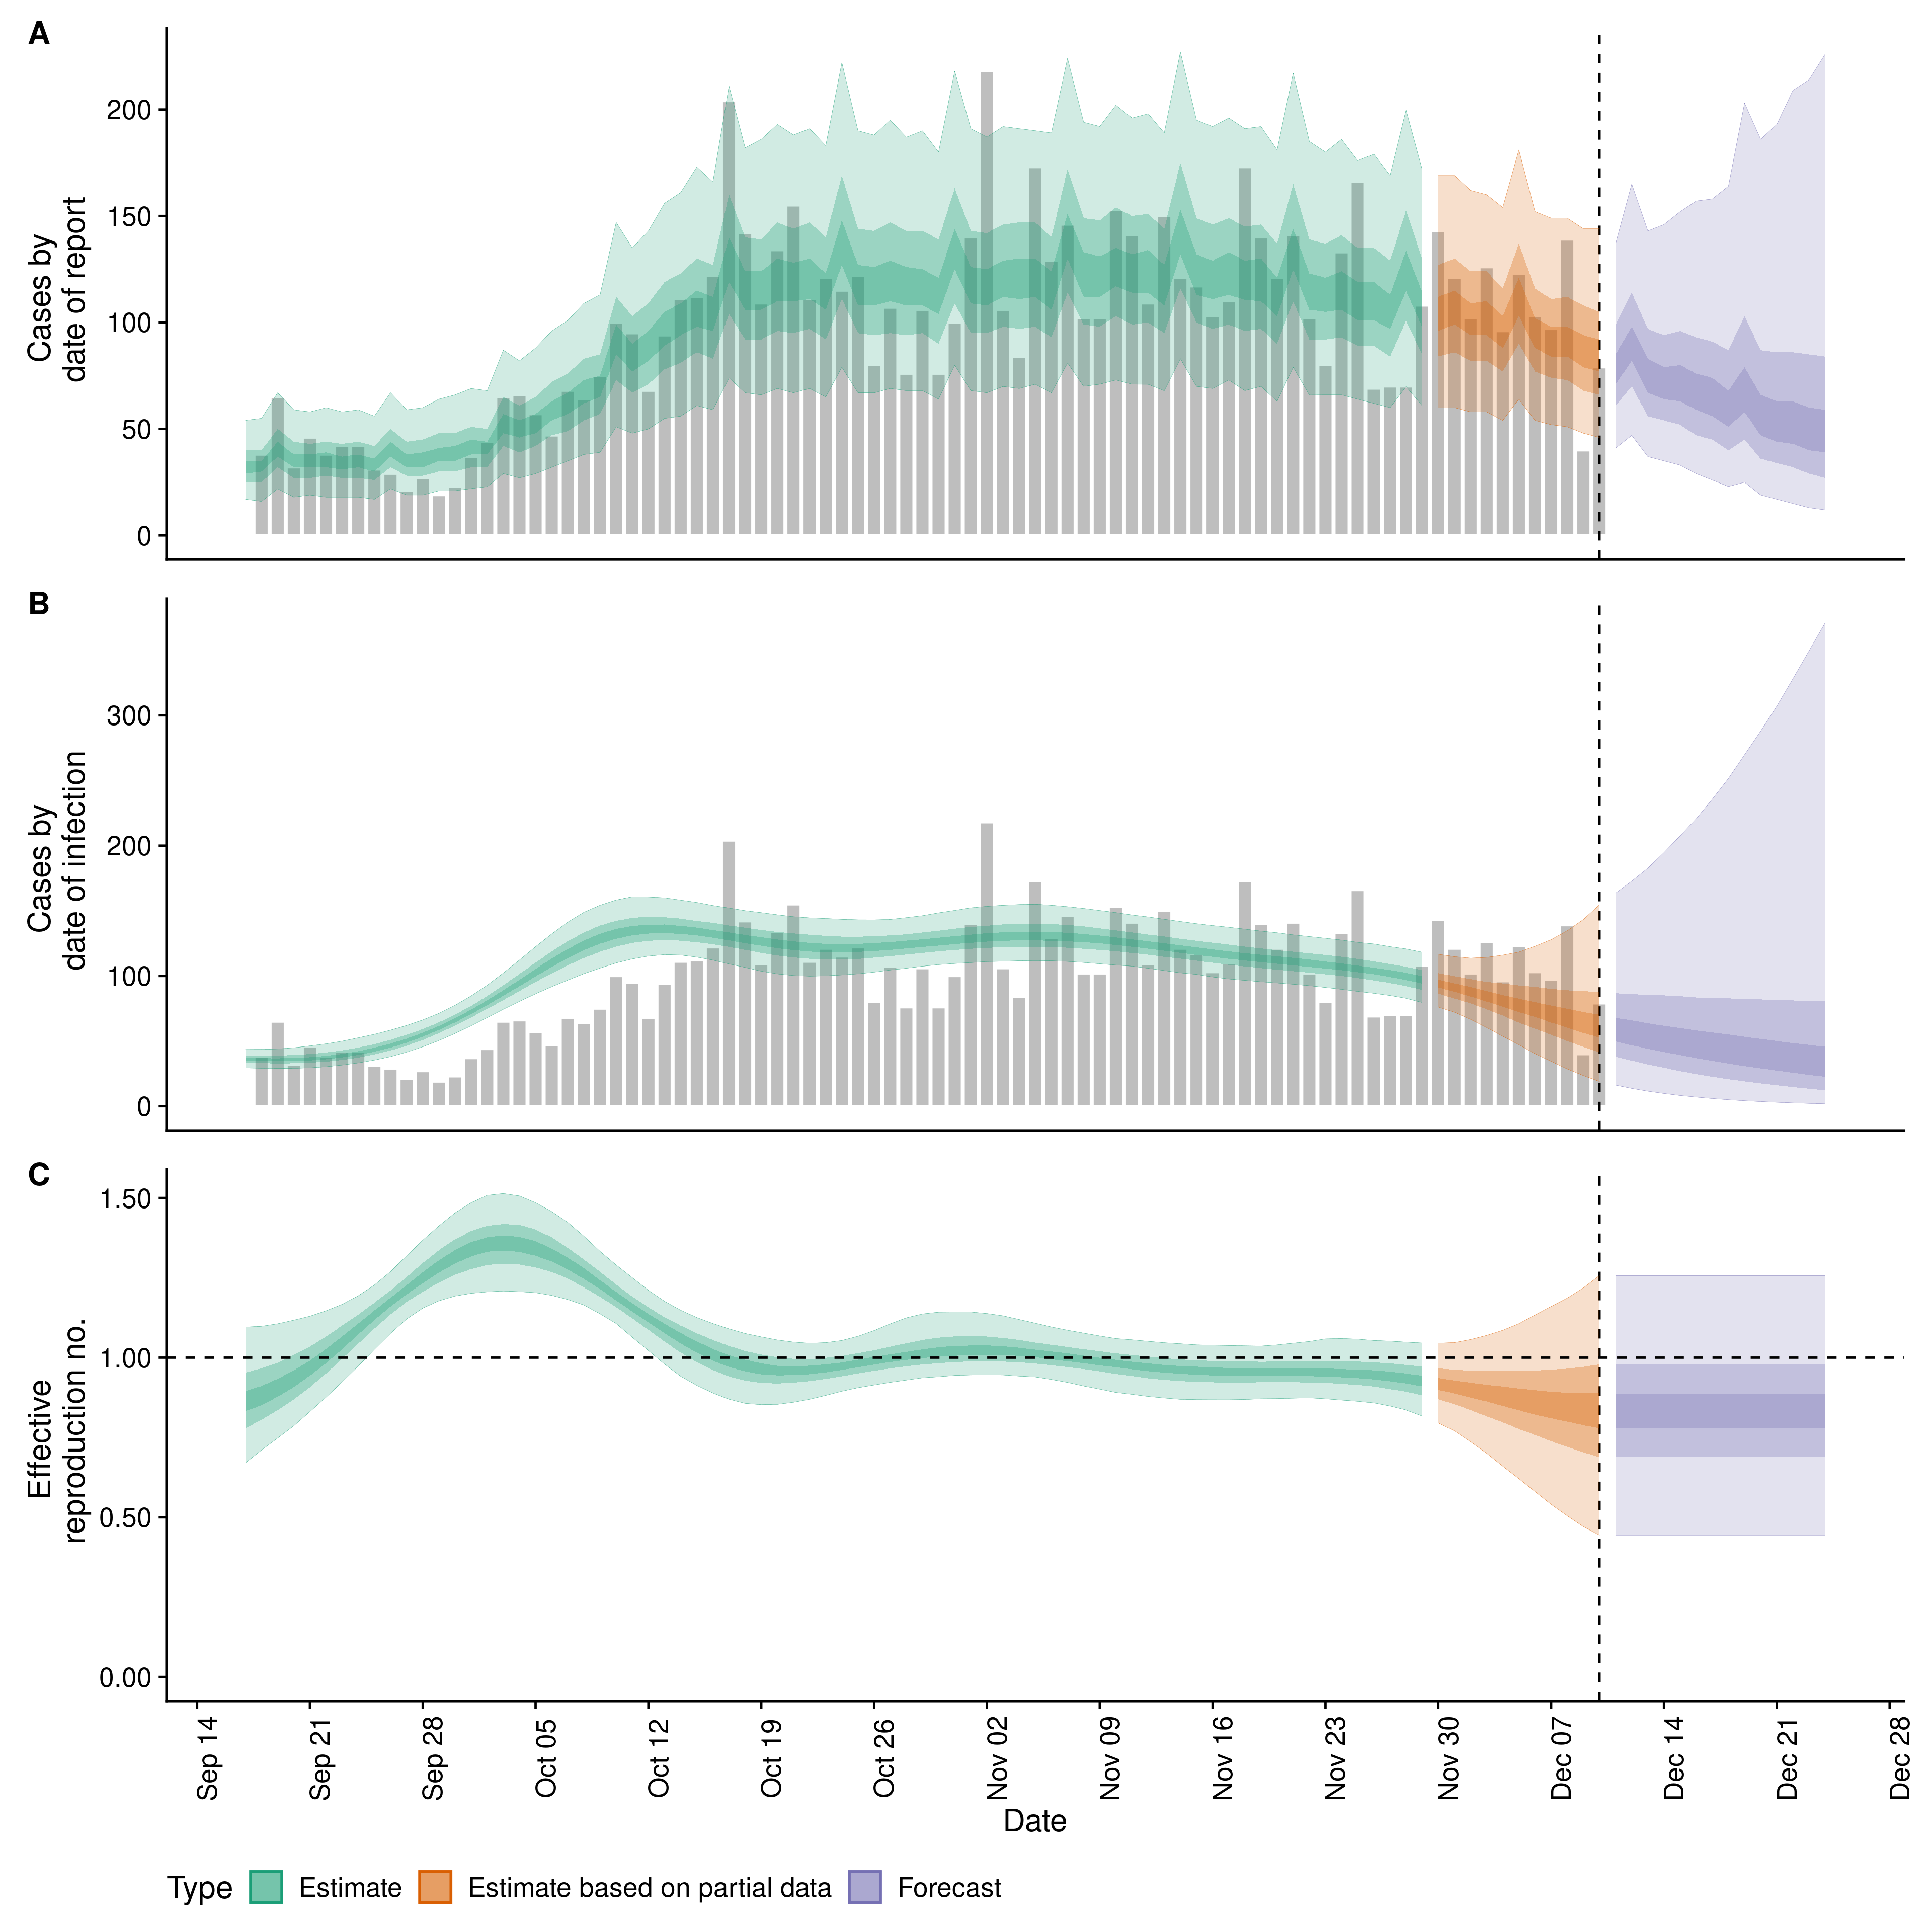 A
Cases by
date of report
200
150
100
50
0
B
Cases by
date of infection
300
200
100
0
C
Effective
reproduction no.
1.50
1.00
0.50
0.00
Sep 14
Sep 21
Sep 28
Oct 05
Oct 12
Oct 19
Oct 26
Nov 02
Nov 09
Nov 16
Nov 23
Nov 30
Dec 07
Dec 14
Dec 21
Dec 28
Date
Type Estimate Estimate based on partial data Forecast